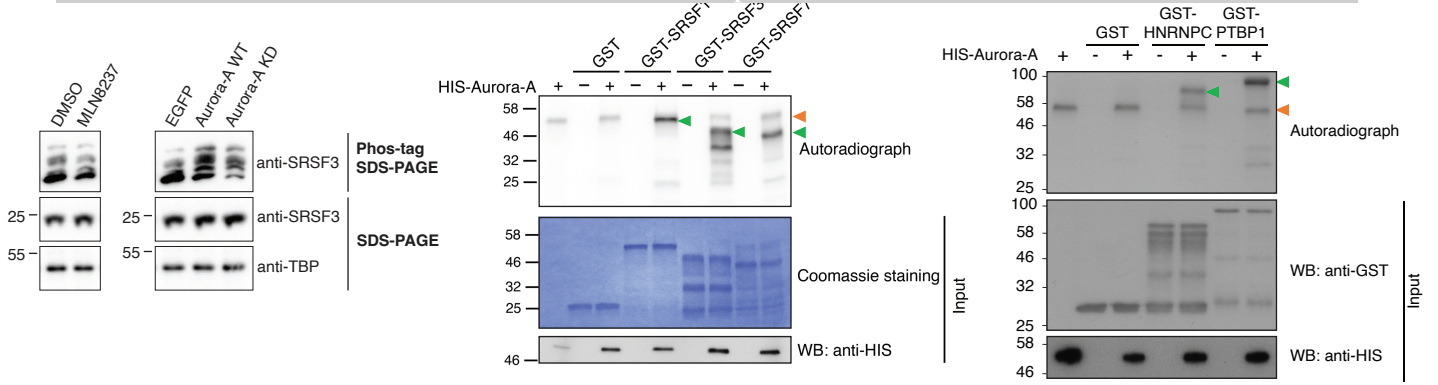 DMSO
MLN8237
anti-SRSF3
25
anti-SRSF3
55
anti-TBP
EGFP
Aurora-A WT
Aurora-A KD
25
55
Phos-tag
SDS-PAGE
SDS-PAGE
GST
GST-SRSF1
GST-SRSF3
GST-SRSF7
HIS-Aurora-A + − + − + − + − +
58
46
32
25
Autoradiograph
58
46
32
25
Coomassie staining
46
WB: anti-HIS
Input
GST
GST-
HNRNPC
GST-
PTBP1
HIS-Aurora-A + - + - + - +
100
58
46
32
25
Autoradiograph
100
58
46
32
25
WB: anti-GST
58
46
WB: anti-HIS
Input